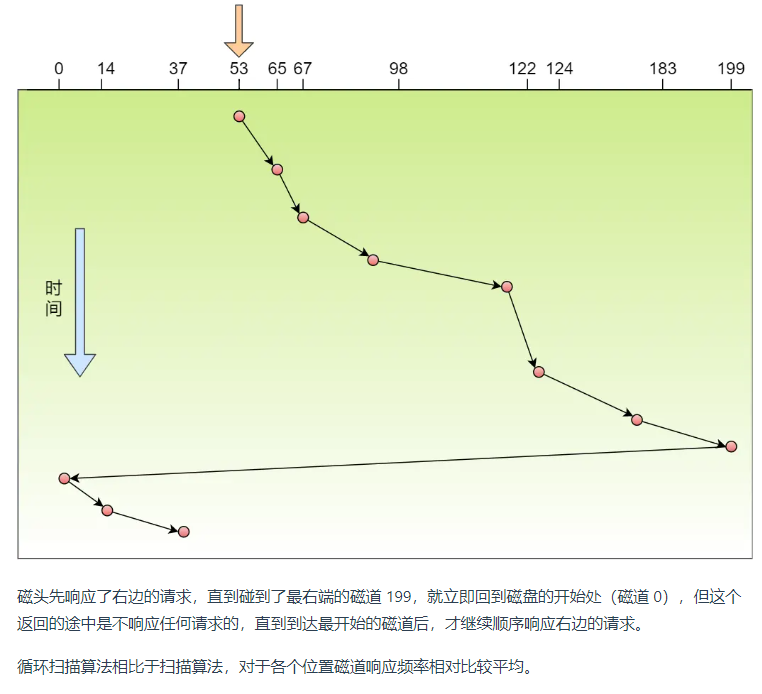 0 14 37 53 65 67 98 122 124 183 199
时
间
磁头先响应了右边的请求，直到碰到了最右端的磁道 199，就立即回到磁盘的开始处（磁道 0），但这个
返回的途中是不响应任何请求的，直到到达最开始的磁道后，才继续顺序响应右边的请求。
循环扫描算法相比于扫描算法，对于各个位置磁道响应频率相对比较平均。